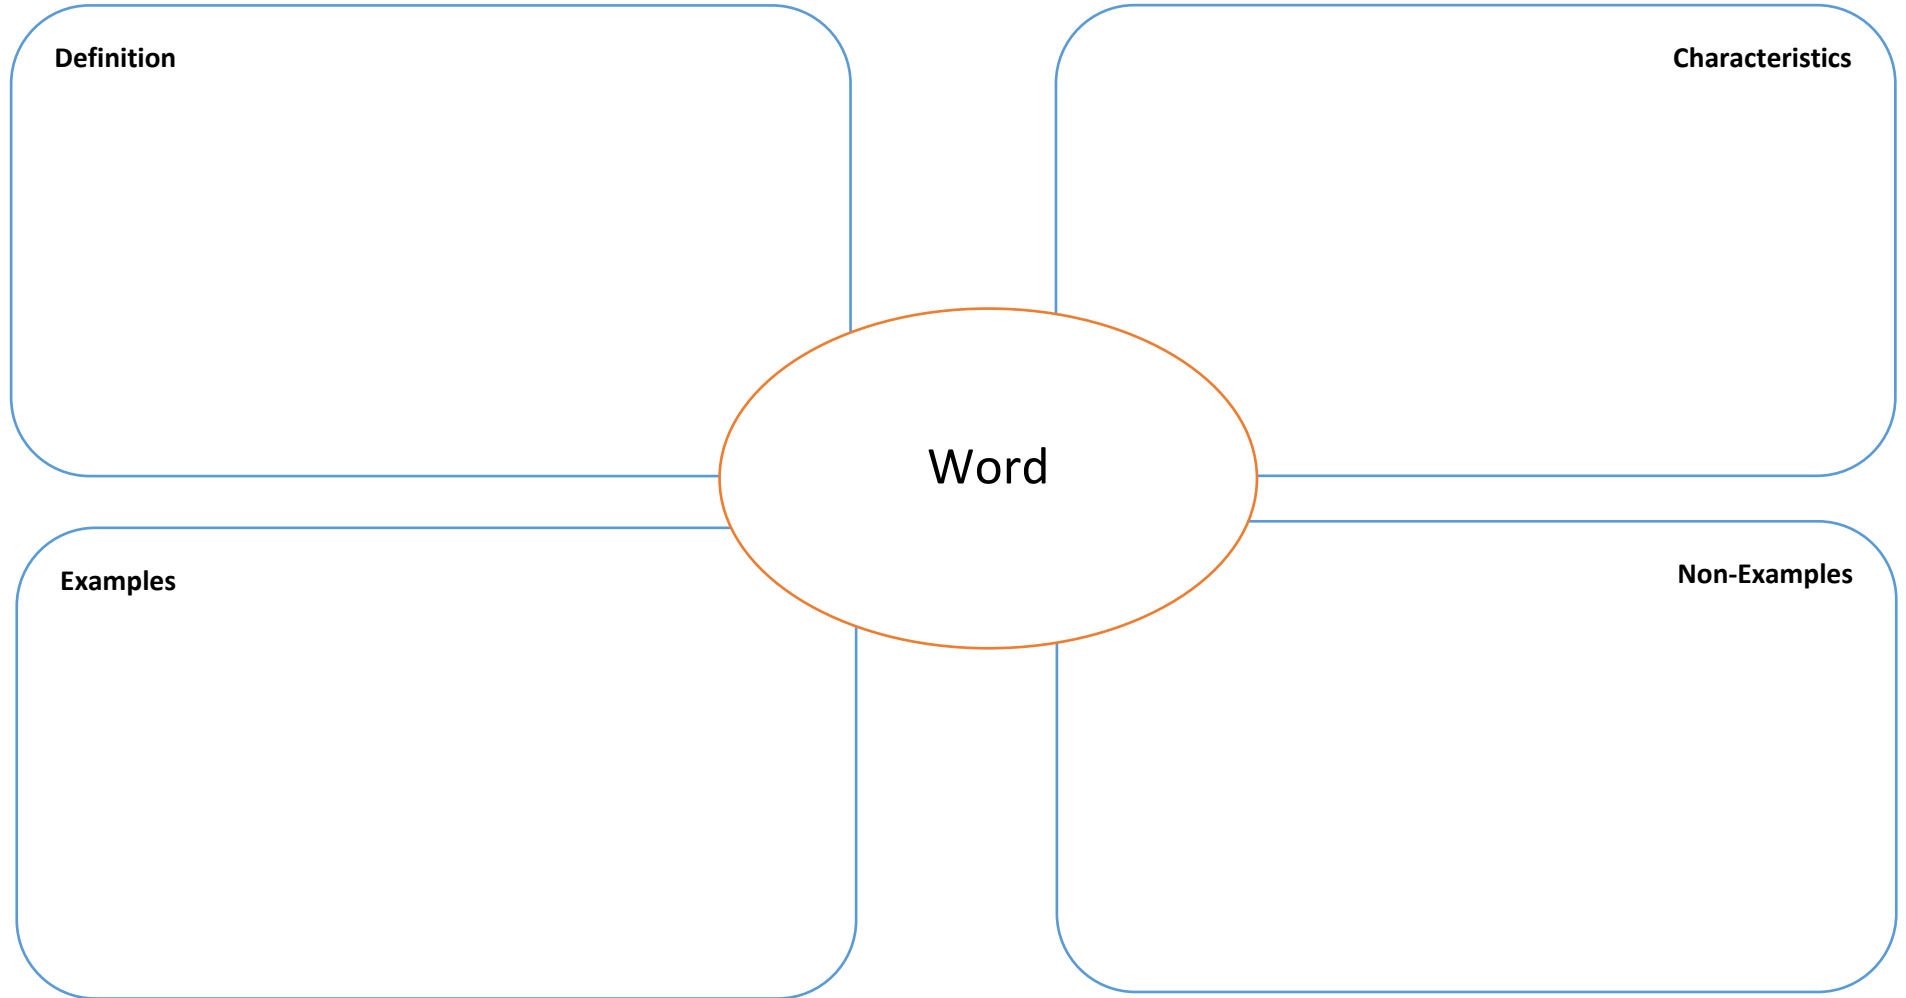 Definition
Characteristics
Word
Examples
Non-Examples